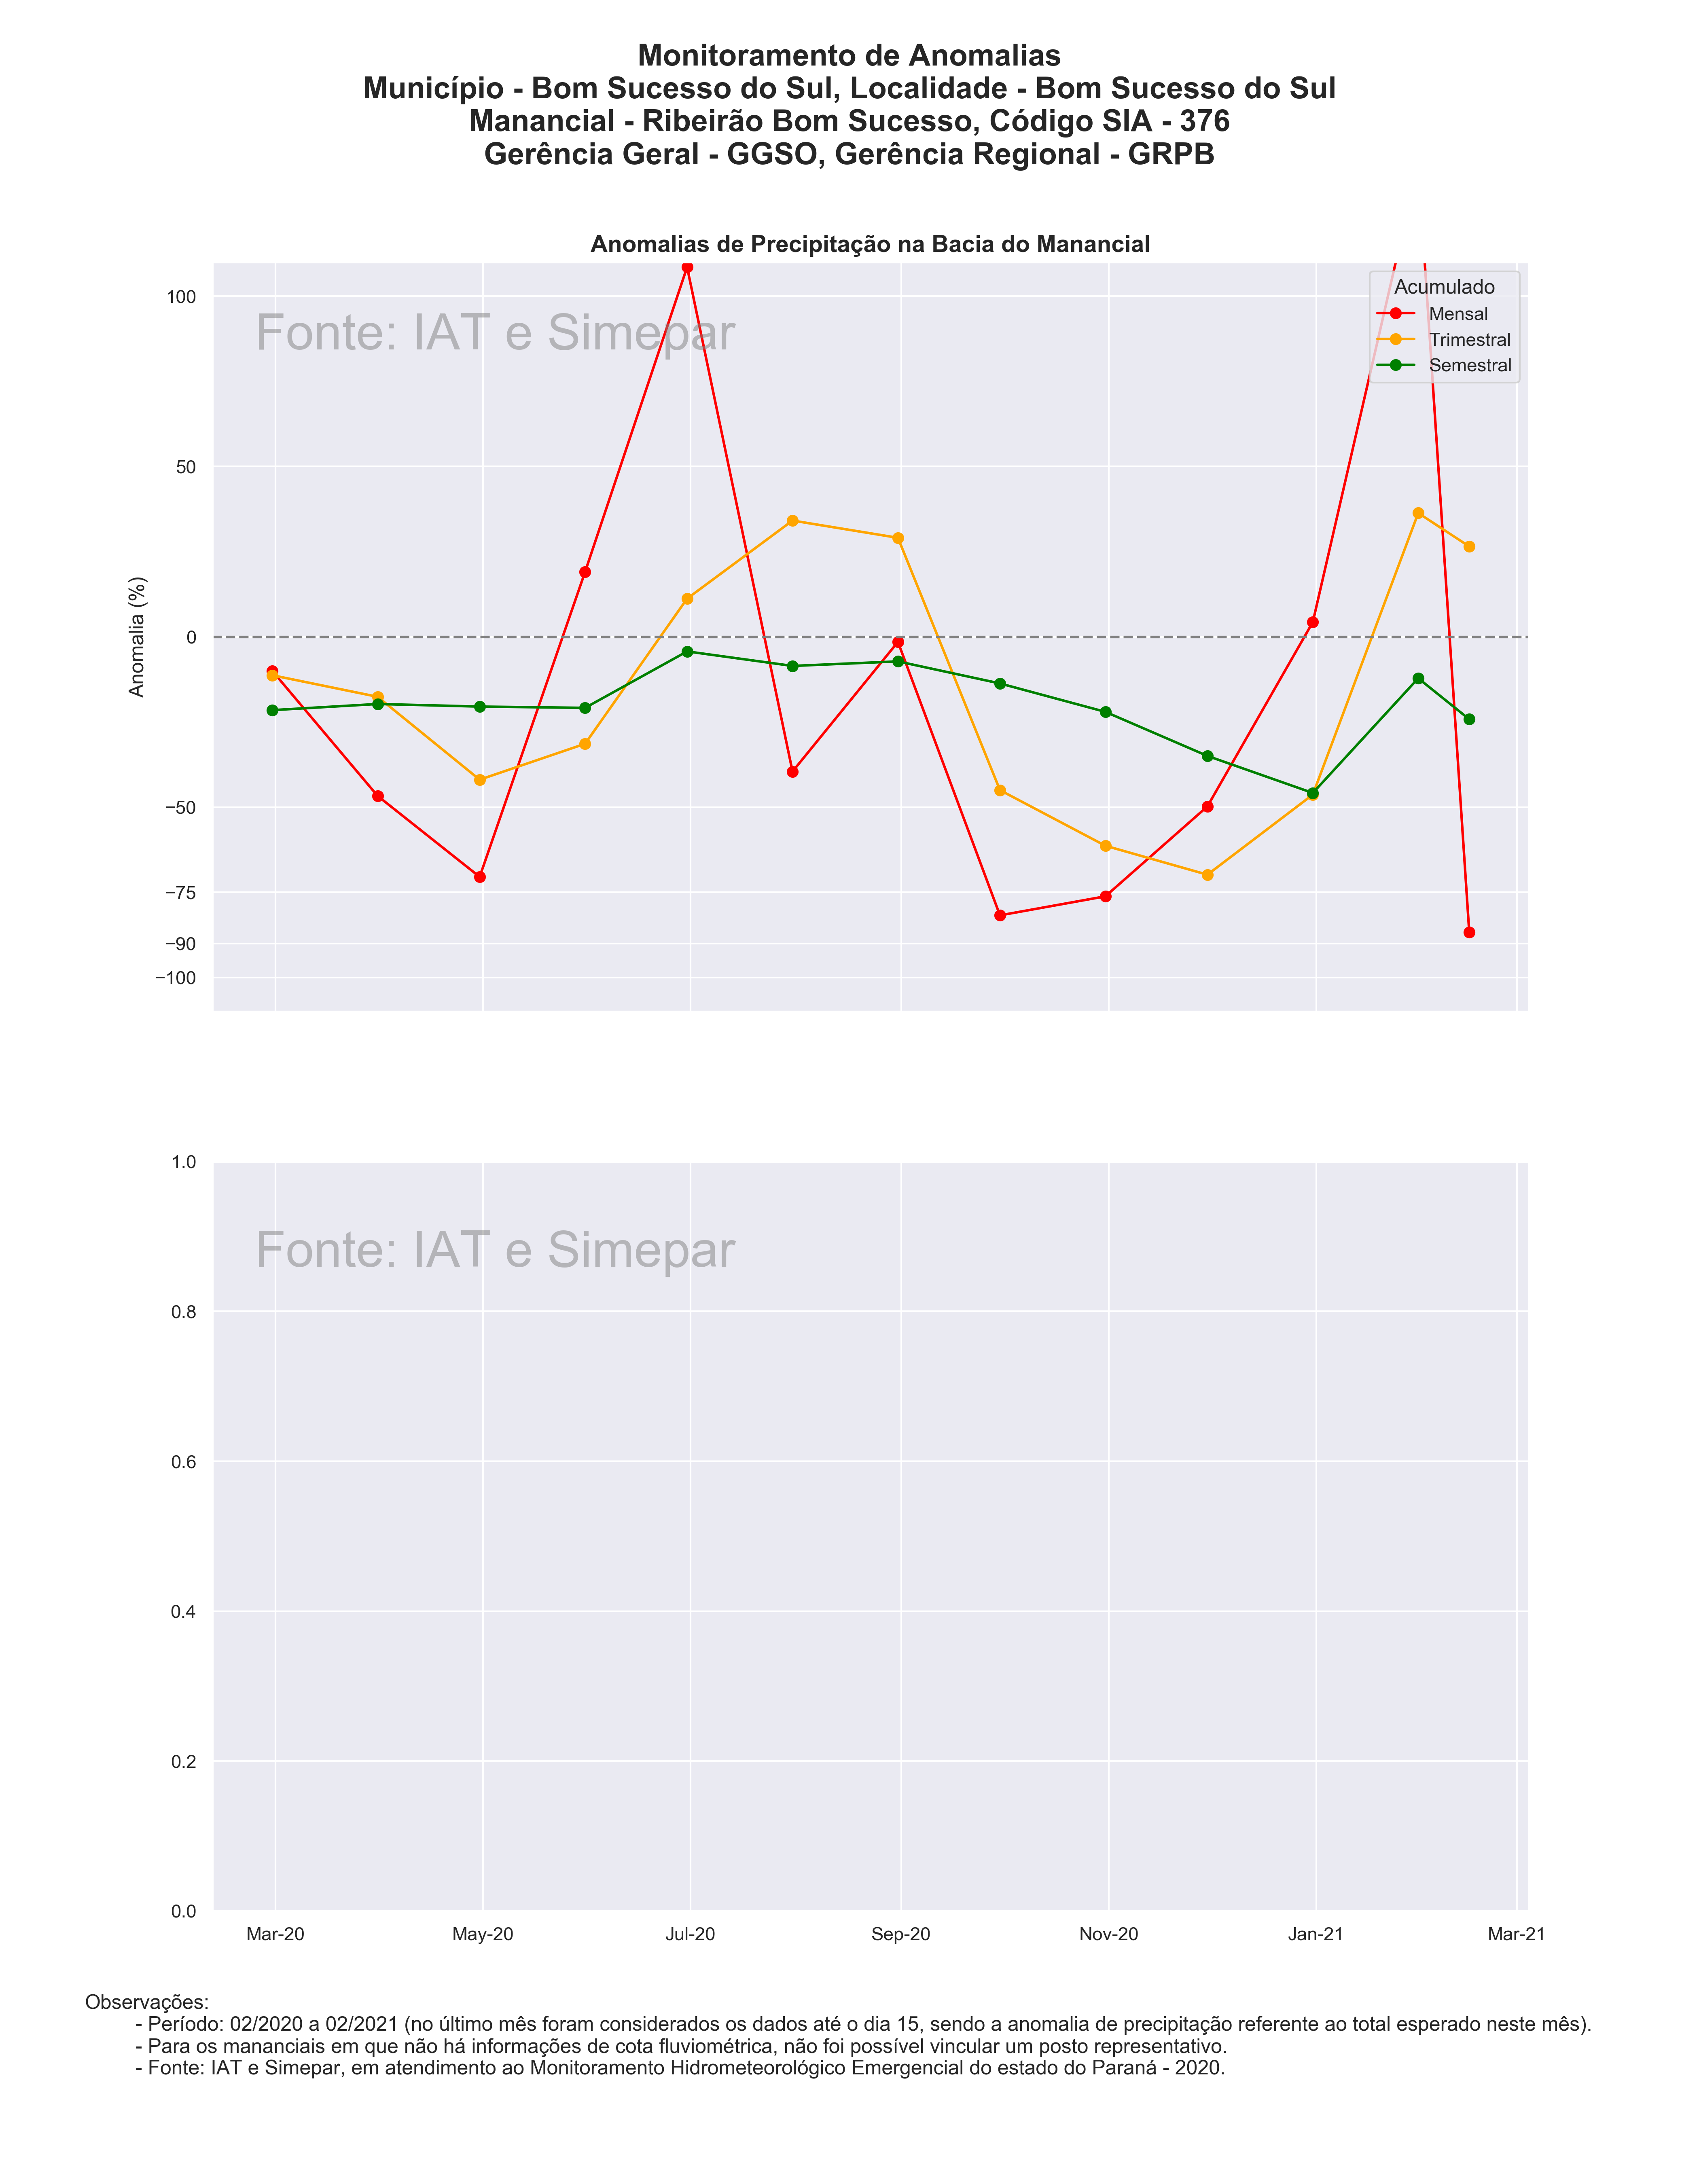 Monitoramento de Anomalias
Município - Bom Sucesso do Sul, Localidade - Bom Sucesso do Sul
Manancial - Ribeirão Bom Sucesso, Código SIA - 376
Gerência Geral - GGSO, Gerência Regional - GRPB
Anomalias de Precipitação na Bacia do Manancial
Fonte: IAT e Simepar
Acumulado
Mensal
Trimestral
Semestral
Anomalia (%)
100
50
0
−50
−75
−90
−100
Fonte: IAT e Simepar
1.0
0.8
0.6
0.4
0.2
0.0
Mar-20 May-20 Jul-20 Sep-20 Nov-20 Jan-21 Mar-21
Observações:
- Período: 02/2020 a 02/2021 (no último mês foram considerados os dados até o dia 15, sendo a anomalia de precipitação referente ao total esperado neste mês).
- Para os mananciais em que não há informações de cota fluviométrica, não foi possível vincular um posto representativo.
- Fonte: IAT e Simepar, em atendimento ao Monitoramento Hidrometeorológico Emergencial do estado do Paraná - 2020.